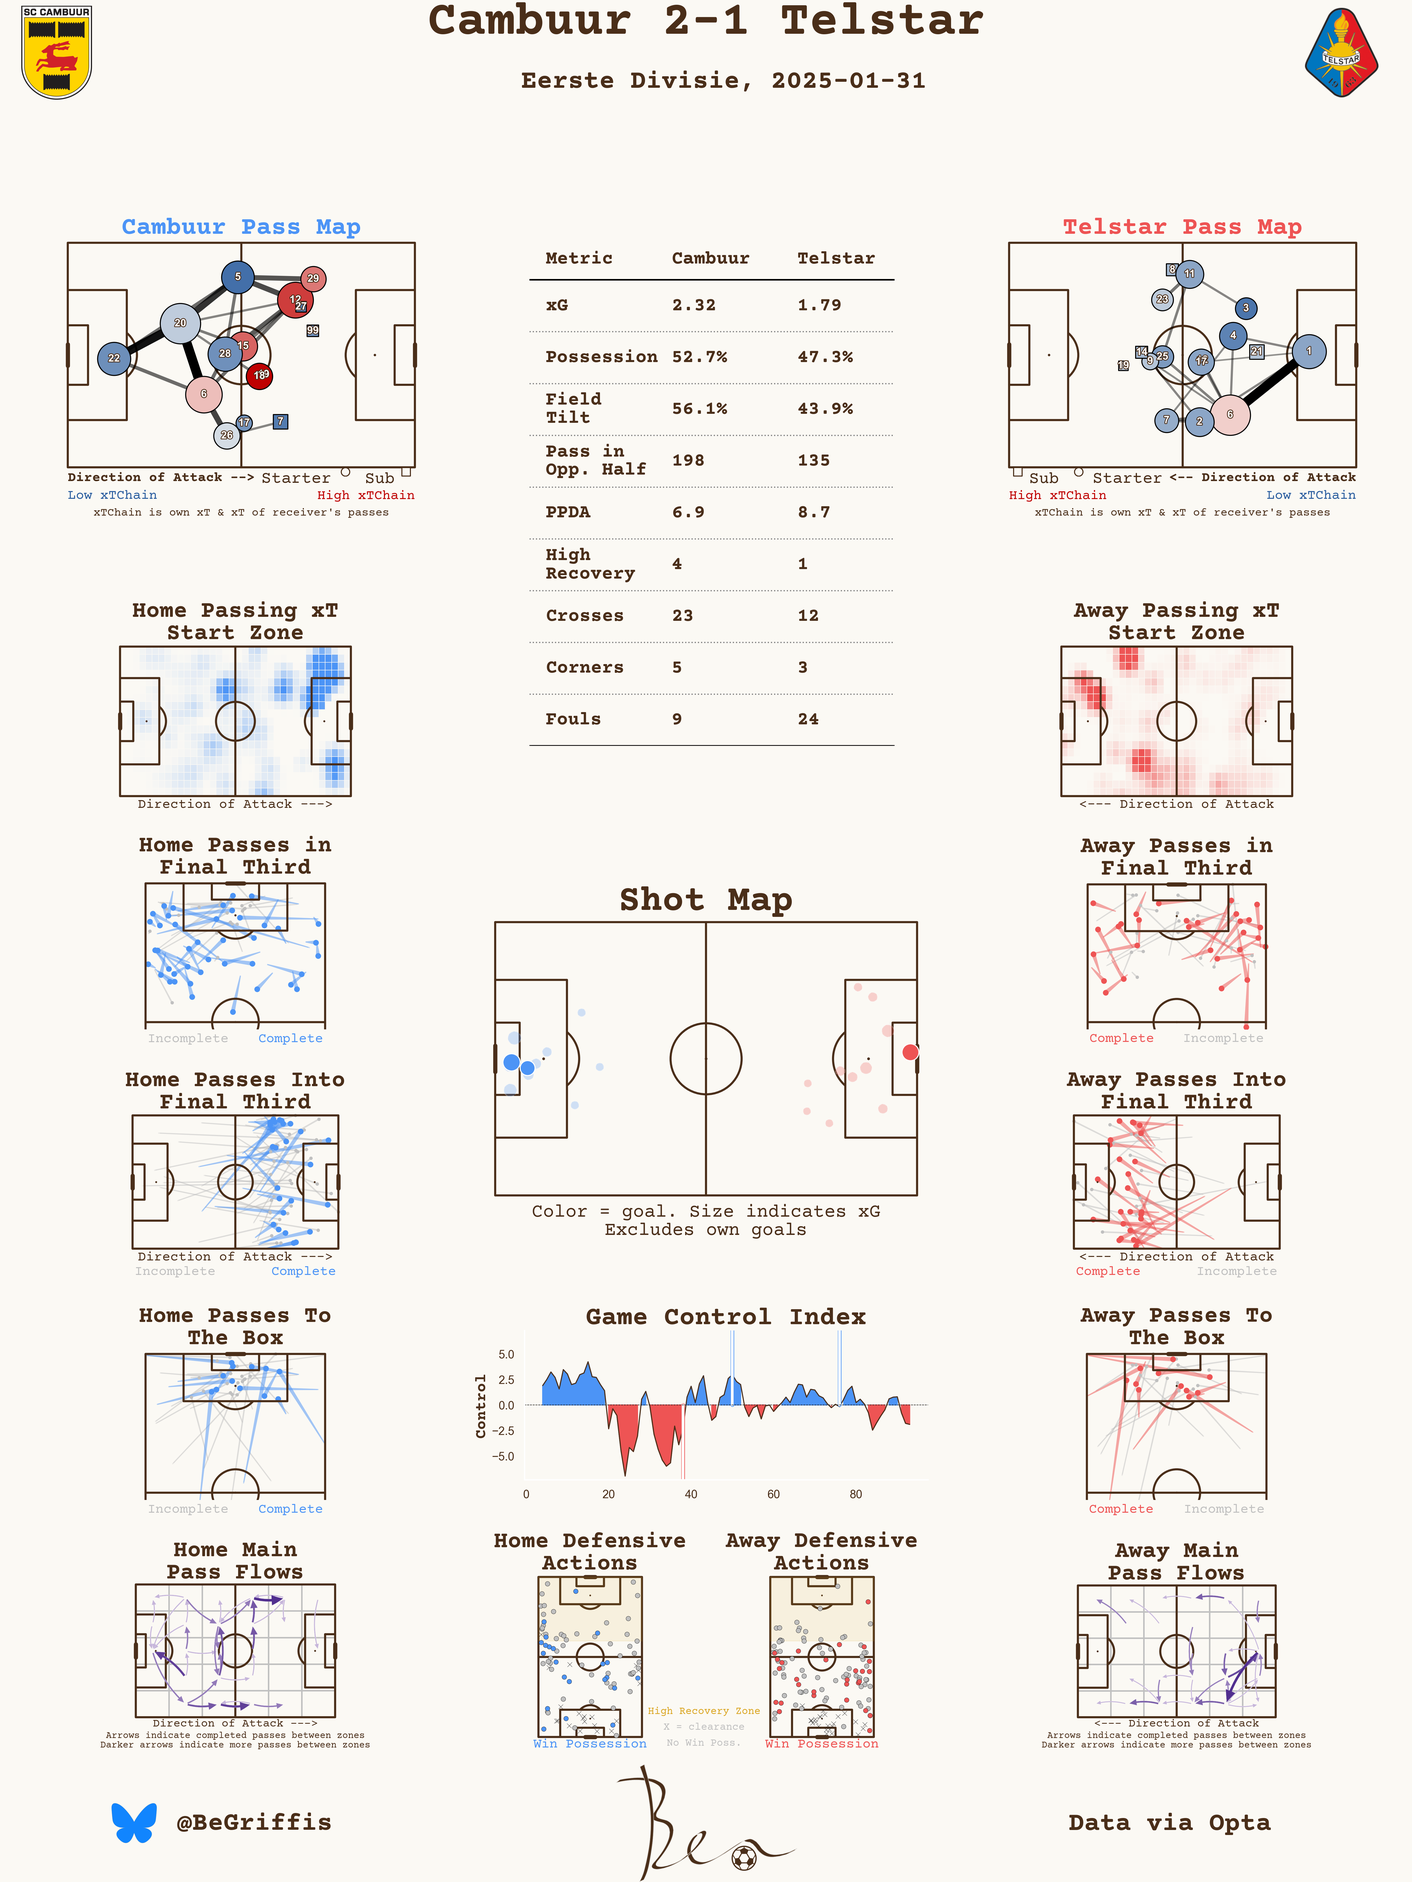 Cambuur 2-1 Telstar
Eerste Divisie, 2025-01-31
SC CAMBUUR
TELSTAR
Cambuur Pass Map
5
29
12
27
20
99
15
28
22
18
6
17
7
26
Direction of Attack --> Starter Sub
Low xTChain High xTChain
xTChain is own xT & xT of receiver's passes
Metric Cambuur Telstar
xG 2.32 1.79
Possession 52.7% 47.3%
Field
Tilt 56.1% 43.9%
Pass in
Opp. Half 198 135
PPDA 6.9 8.7
High
Recovery 4 1
Crosses 23 12
Corners 5 3
Fouls 9 24
Telstar Pass Map
8
11
23
3
4
14
25
21
1
9
19
6
7
2
Sub Starter <-- Direction of Attack
High xTChain Low xTChain
xTChain is own xT & xT of receiver's passes
Home Passing xT
Start Zone
Direction of Attack --->
Away Passing xT
Start Zone
<--- Direction of Attack
Home Passes in
Final Third
Incomplete Complete
Away Passes in
Final Third
Complete Incomplete
Shot Map
Color = goal. Size indicates xG
Excludes own goals
Home Passes Into
Final Third
Direction of Attack --->
Incomplete Complete
Away Passes Into
Final Third
<--- Direction of Attack
Complete Incomplete
Home Passes To
The Box
Incomplete Complete
Game Control Index
Control
5.0
2.5
0.0
−2.5
−5.0
0 20 40 60 80
Away Passes To
The Box
Complete Incomplete
Home Main
Pass Flows
Direction of Attack --->
Arrows indicate completed passes between zones
Darker arrows indicate more passes between zones
Home Defensive
Actions
Win Possession
High Recovery Zone
X = clearance
No Win Poss.
Away Defensive
Actions
Win Possession
Away Main
Pass Flows
<--- Direction of Attack
Arrows indicate completed passes between zones
Darker arrows indicate more passes between zones
@BeGriffis
Ben
Data via Opta